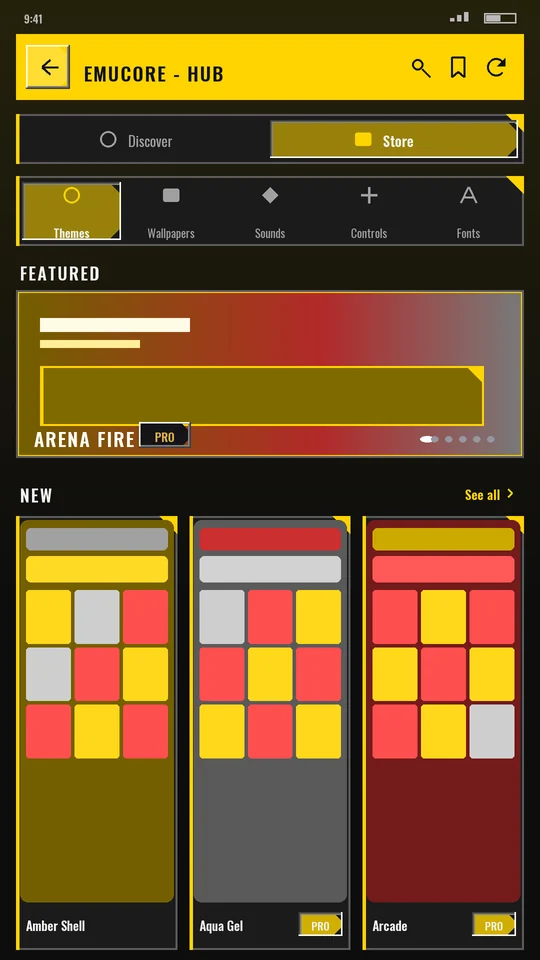 9:41
EMUCORE - HUB
Discover
Store
Themes
Wallpapers
Sounds
Controls
Fonts
FEATURED
ARENA FIRE
PRO
NEW
See all
Amber Shell
Aqua Gel
PRO
Arcade
PRO